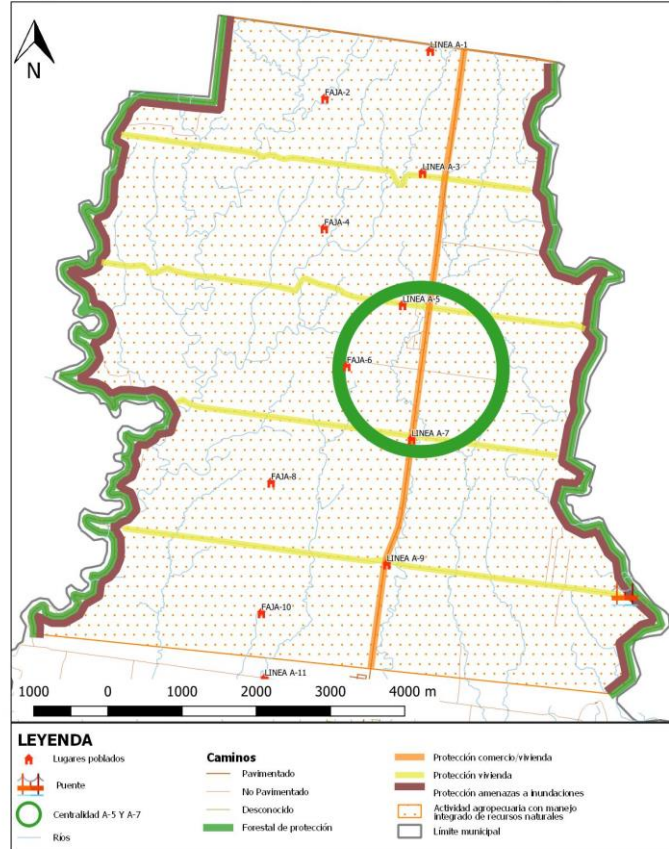 N
LINEA A-1
FAJA-2
LINEA A-3
FAJA-4
LINEA A-5
FAJA-6
LINEA A-7
FAJA-8
LINEA A-9
FAJA-10
LINEA A-11
1000 0 1000 2000 3000 4000 m
LEYENDA
Lugares poblados
Puente
Centralidad A-5 Y A-7
Ríos
Caminos
Pavimentado
No Pavimentado
Desconocido
Forestal de protección
Protección comercio/vivienda
Protección vivienda
Protección amenazas a inundaciones
Actividad agropecuaria con manejo
integrado de recursos naturales
Límite municipal